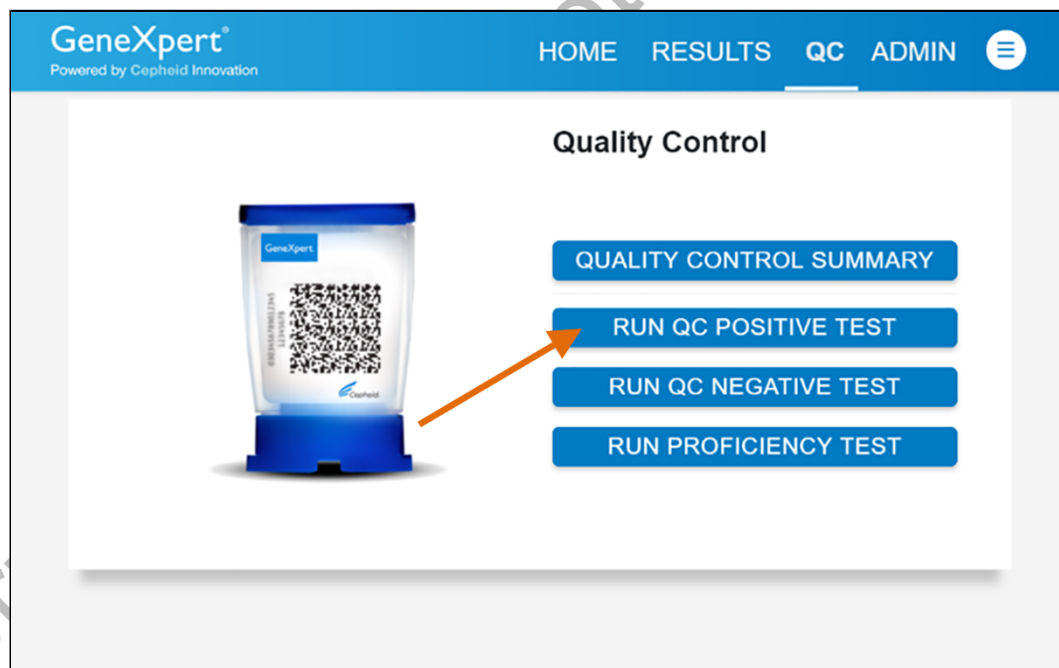 GeneXpert®
Powered by Cepheid Innovation
HOME RESULTS QC ADMIN
Quality Control
GeneXpert
Cepheid
QUALITY CONTROL SUMMARY
RUN QC POSITIVE TEST
RUN QC NEGATIVE TEST
RUN PROFICIENCY TEST